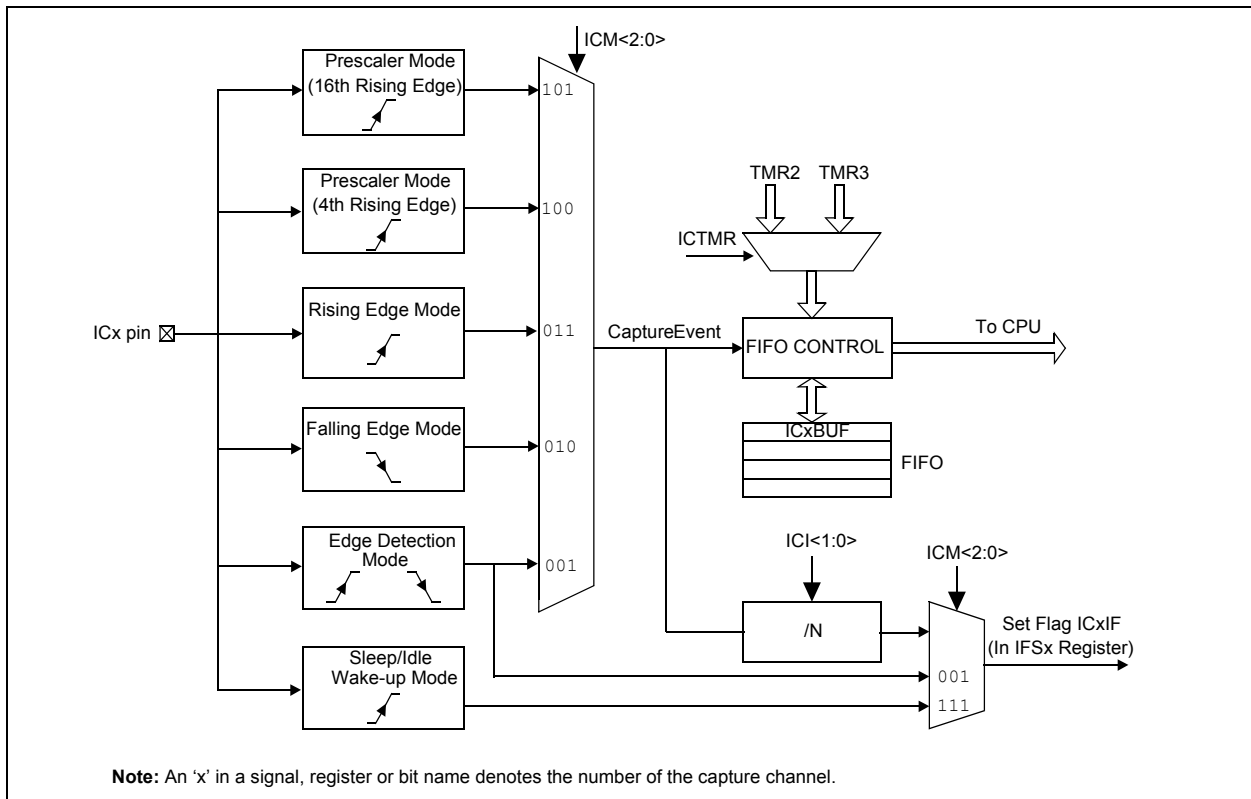 ICM<2:0>
Prescaler Mode
(16th Rising Edge)
101
Prescaler Mode
(4th Rising Edge)
100
TMR2 TMR3
ICTMR
Rising Edge Mode
011
ICx pin
CaptureEvent
FIFO CONTROL
To CPU
Falling Edge Mode
010
ICxBUF
FIFO
Edge Detection
Mode
001
ICI<1:0>
ICM<2:0>
/N
Set Flag ICxIF
(In IFSx Register)
Sleep/Idle
Wake-up Mode
001
111
Note: An ‘x’ in a signal, register or bit name denotes the number of the capture channel.